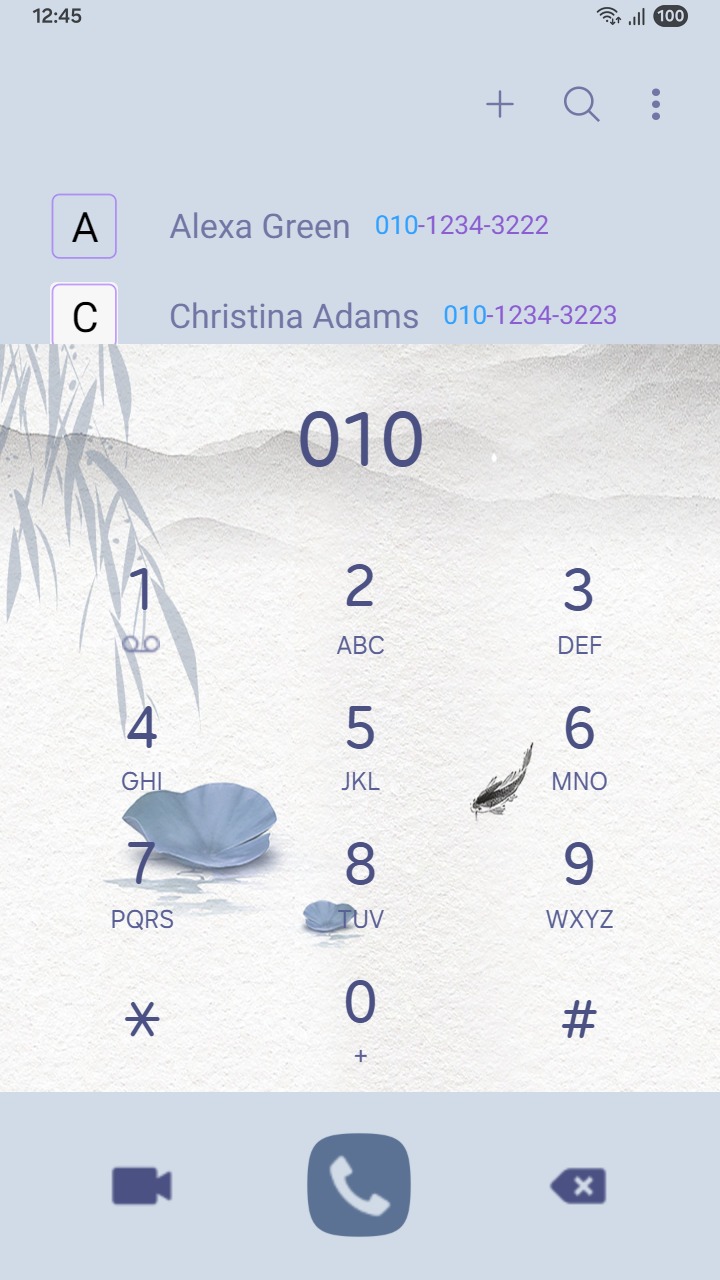 12:45 100
A Alexa Green 010-1234-3222
C Christina Adams 010-1234-3223
010
1 2 3
ABC DEF
4 5 6
GHI JKL MNO
7 8 9
PQRS TUV WXYZ
* 0 #
+